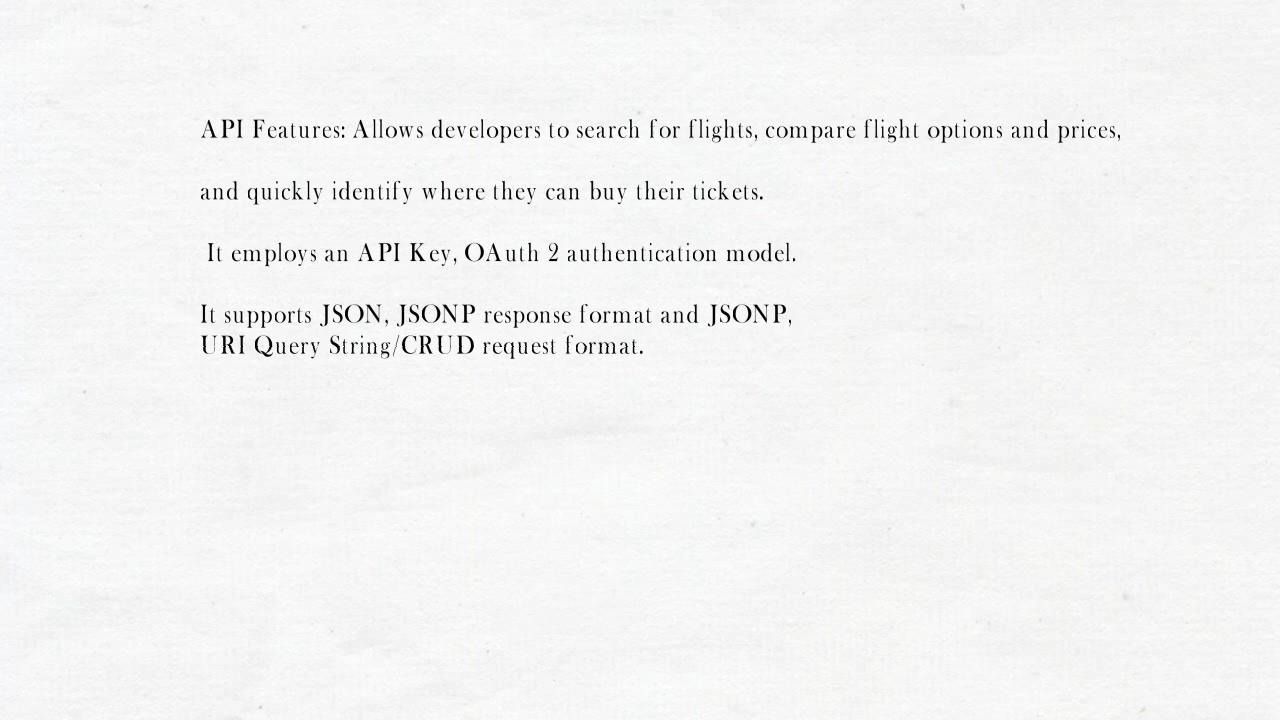 API Features: Allows developers to search for flights, compare flight options and prices,
and quickly identify where they can buy their tickets.
It employs an API Key, OAuth 2 authentication model.
It supports JSON, JSONP response format and JSONP,
URI Query String/CRUD request format.